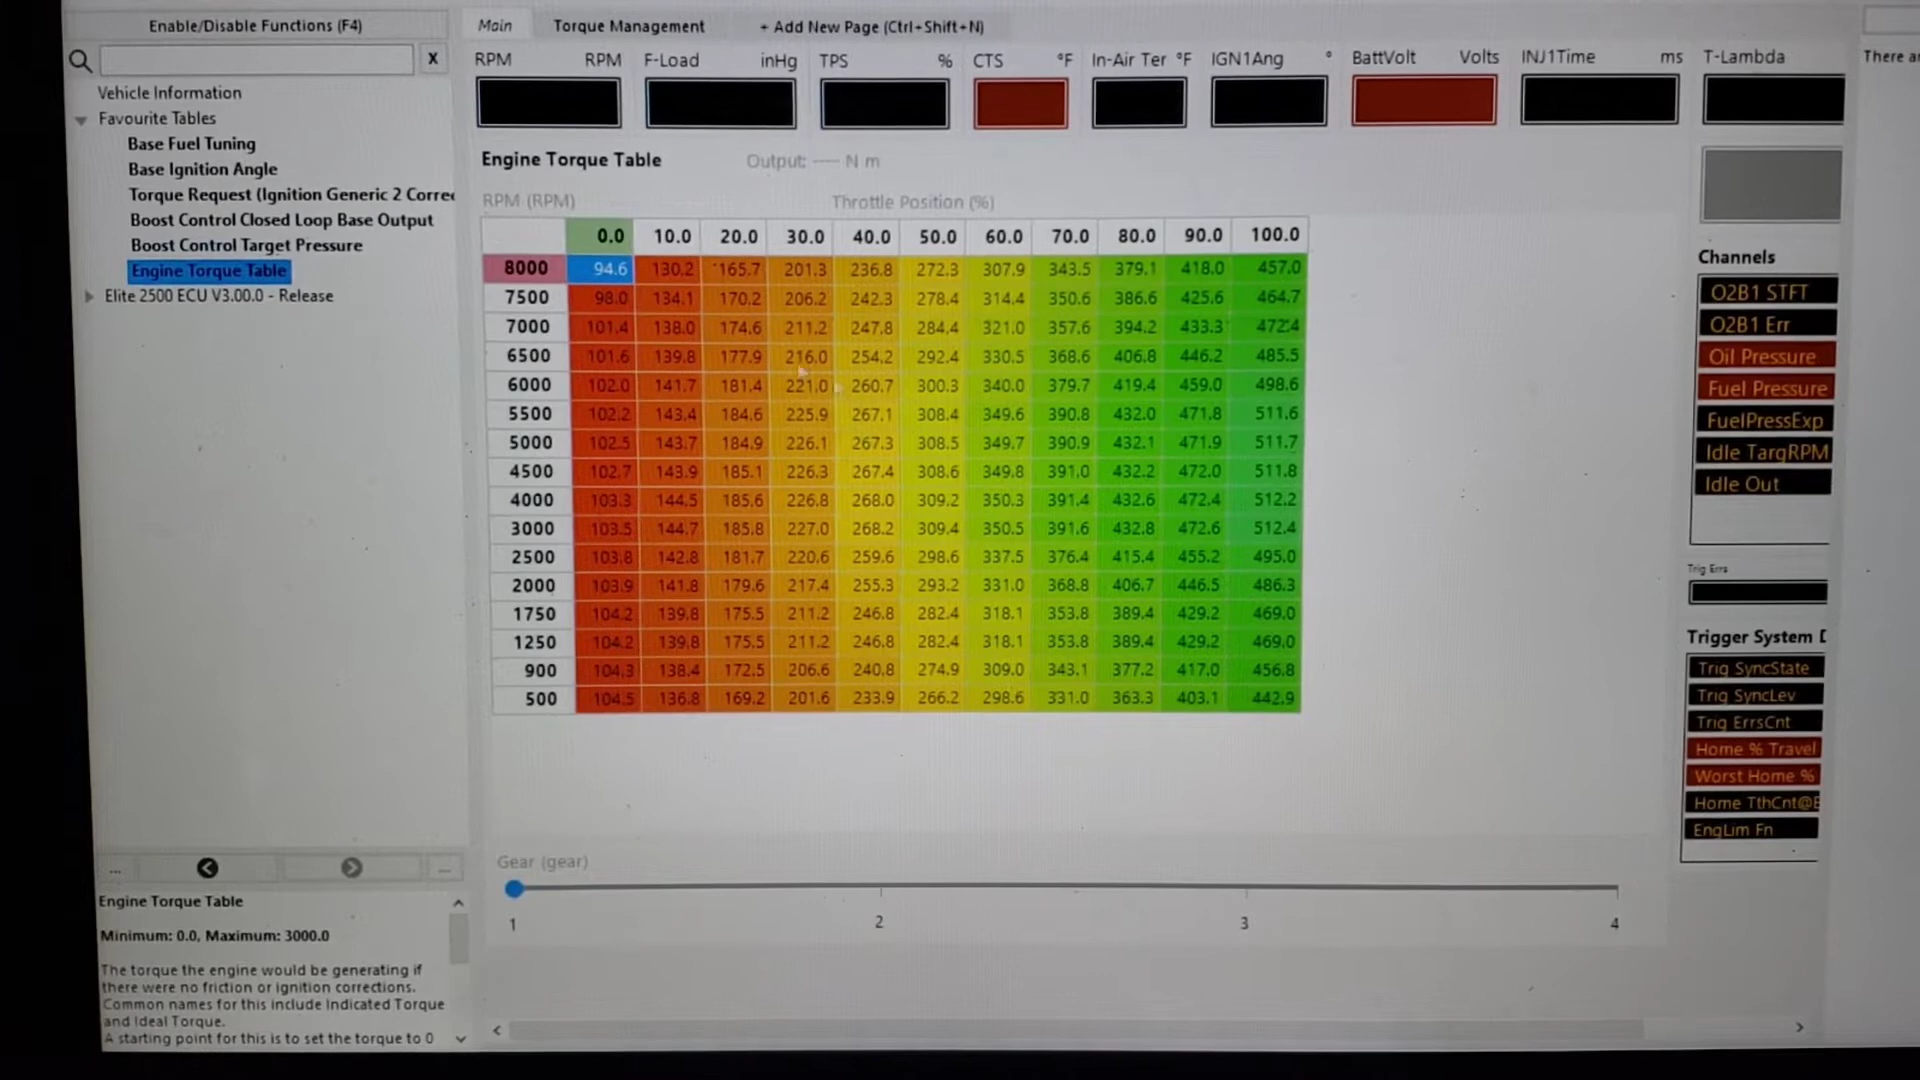 Enable/Disable Functions (F4)
X
Vehicle Information
Favourite Tables
Base Fuel Tuning
Base Ignition Angle
Torque Request (Ignition Generic 2 Corre
Boost Control Closed Loop Base Output
Boost Control Target Pressure
Engine Torque Table
Elite 2500 ECU V3.00.0 - Release
Main Torque Management + Add New Page (Ctrl+Shift+N)
RPM RPM F-Load inHg TPS % CTS °F In-Air Ter °F IGN1Ang ° BattVolt Volts INJ1Time ms T-Lambda
There ar
Engine Torque Table Output: ---- N m
RPM (RPM) Throttle Position (%)
0.0 10.0 20.0 30.0 40.0 50.0 60.0 70.0 80.0 90.0 100.0
8000 94.6 130.2 165.7 201.3 236.8 272.3 307.9 343.5 379.1 418.0 457.0
7500 98.0 134.1 170.2 206.2 242.3 278.4 314.4 350.6 386.6 425.6 464.7
7000 101.4 138.0 174.6 211.2 247.8 284.4 321.0 357.6 394.2 433.3 472.4
6500 101.6 139.8 177.9 216.0 254.2 292.4 330.5 368.6 406.8 446.2 485.5
6000 102.0 141.7 181.4 221.0 260.7 300.3 340.0 379.7 419.4 459.0 498.6
5500 102.2 143.4 184.6 225.9 267.1 308.4 349.6 390.8 432.0 471.8 511.6
5000 102.5 143.7 184.9 226.1 267.3 308.5 349.7 390.9 432.1 471.9 511.7
4500 102.7 143.9 185.1 226.3 267.4 308.6 349.8 391.0 432.2 472.0 511.8
4000 103.3 144.5 185.6 226.8 268.0 309.2 350.3 391.4 432.6 472.4 512.2
3000 103.5 144.7 185.8 227.0 268.2 309.4 350.5 391.6 432.8 472.6 512.4
2500 103.8 142.8 181.7 220.6 259.6 298.6 337.5 376.4 415.4 455.2 495.0
2000 103.9 141.8 179.6 217.4 255.3 293.2 331.0 368.8 406.7 446.5 486.3
1750 104.2 139.8 175.5 211.2 246.8 282.4 318.1 353.8 389.4 429.2 469.0
1250 104.2 139.8 175.5 211.2 246.8 282.4 318.1 353.8 389.4 429.2 469.0
900 104.3 138.4 172.5 206.6 240.8 274.9 309.0 343.1 377.2 417.0 456.8
500 104.5 136.8 169.2 201.6 233.9 266.2 298.6 331.0 363.3 403.1 442.9
Gear (gear)
1 2 3 4
Channels
O2B1 STFT
O2B1 Err
Oil Pressure
Fuel Pressure
FuelPressExp
Idle TargRPM
Idle Out
Trig Errs
Trigger System D
Trig SyncState
Trig SyncLev
Trig ErrsCnt
Home % Travel
Worst Home %
Home TthCnt@E
EngLim Fn
... ...
Engine Torque Table
Minimum: 0.0, Maximum: 3000.0
The torque the engine would be generating if
there were no friction or ignition corrections.
Common names for this include Indicated Torque
and Ideal Torque.
A starting point for this is to set the torque to 0